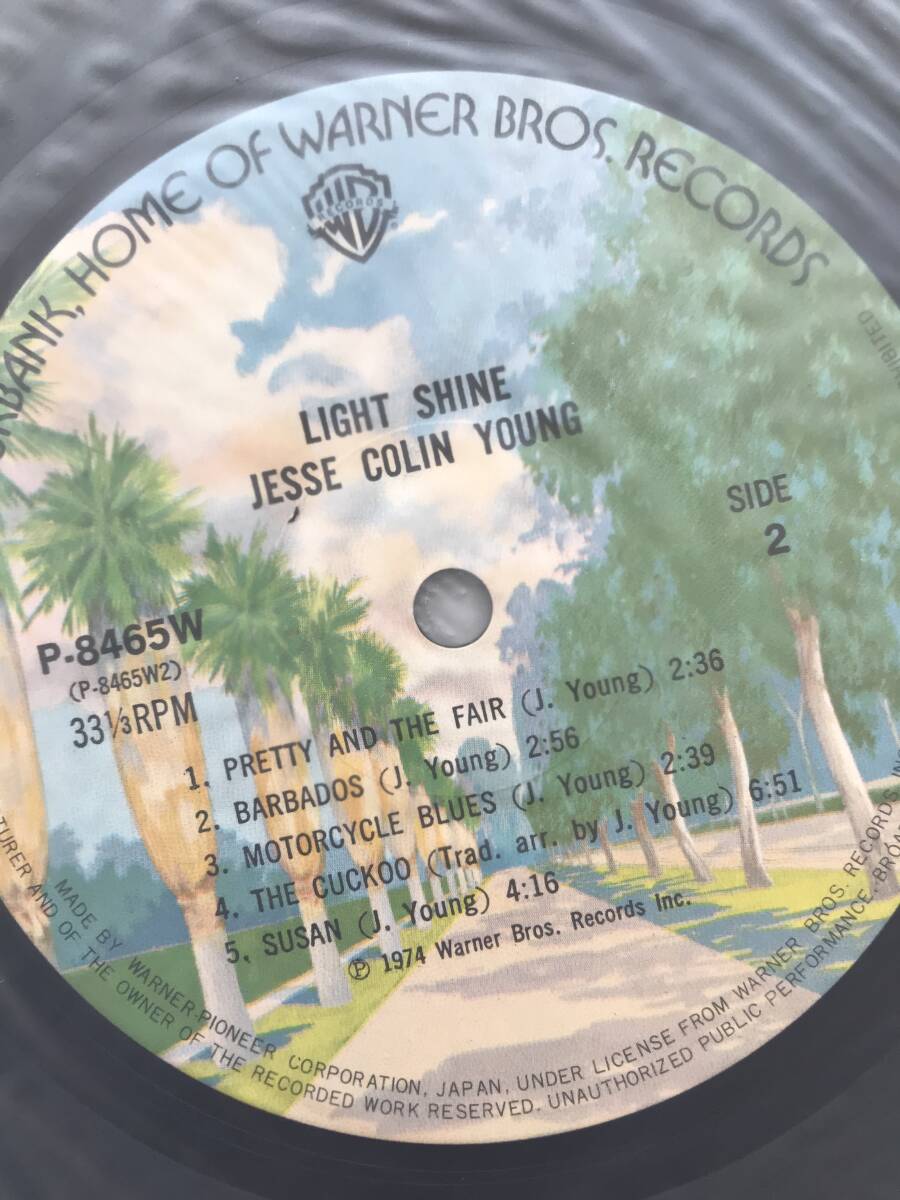 HOME OF WARNER BROS. RECORDS
WB
RECORDS
®
LIGHT SHINE
JESSE COLIN YOUNG
SIDE
2
P-8465W
(P-8465W2)
33⅓RPM
1. PRETTY AND THE FAIR (J. Young) 2:36
2. BARBADOS (J. Young) 2:56
3. MOTORCYCLE BLUES (J. Young) 2:39
4. THE CUCKOO (Trad. arr. by J. Young) 6:51
5. SUSAN (J. Young) 4:16
℗ 1974 Warner Bros. Records Inc.
MADE BY WARNER-PIONEER CORPORATION, JAPAN, UNDER LICENSE FROM WARNER BROS. RECORDS
AND OF THE OWNER OF THE RECORDED WORK RESERVED. UNAUTHORIZED PUBLIC PERFORMANCE,